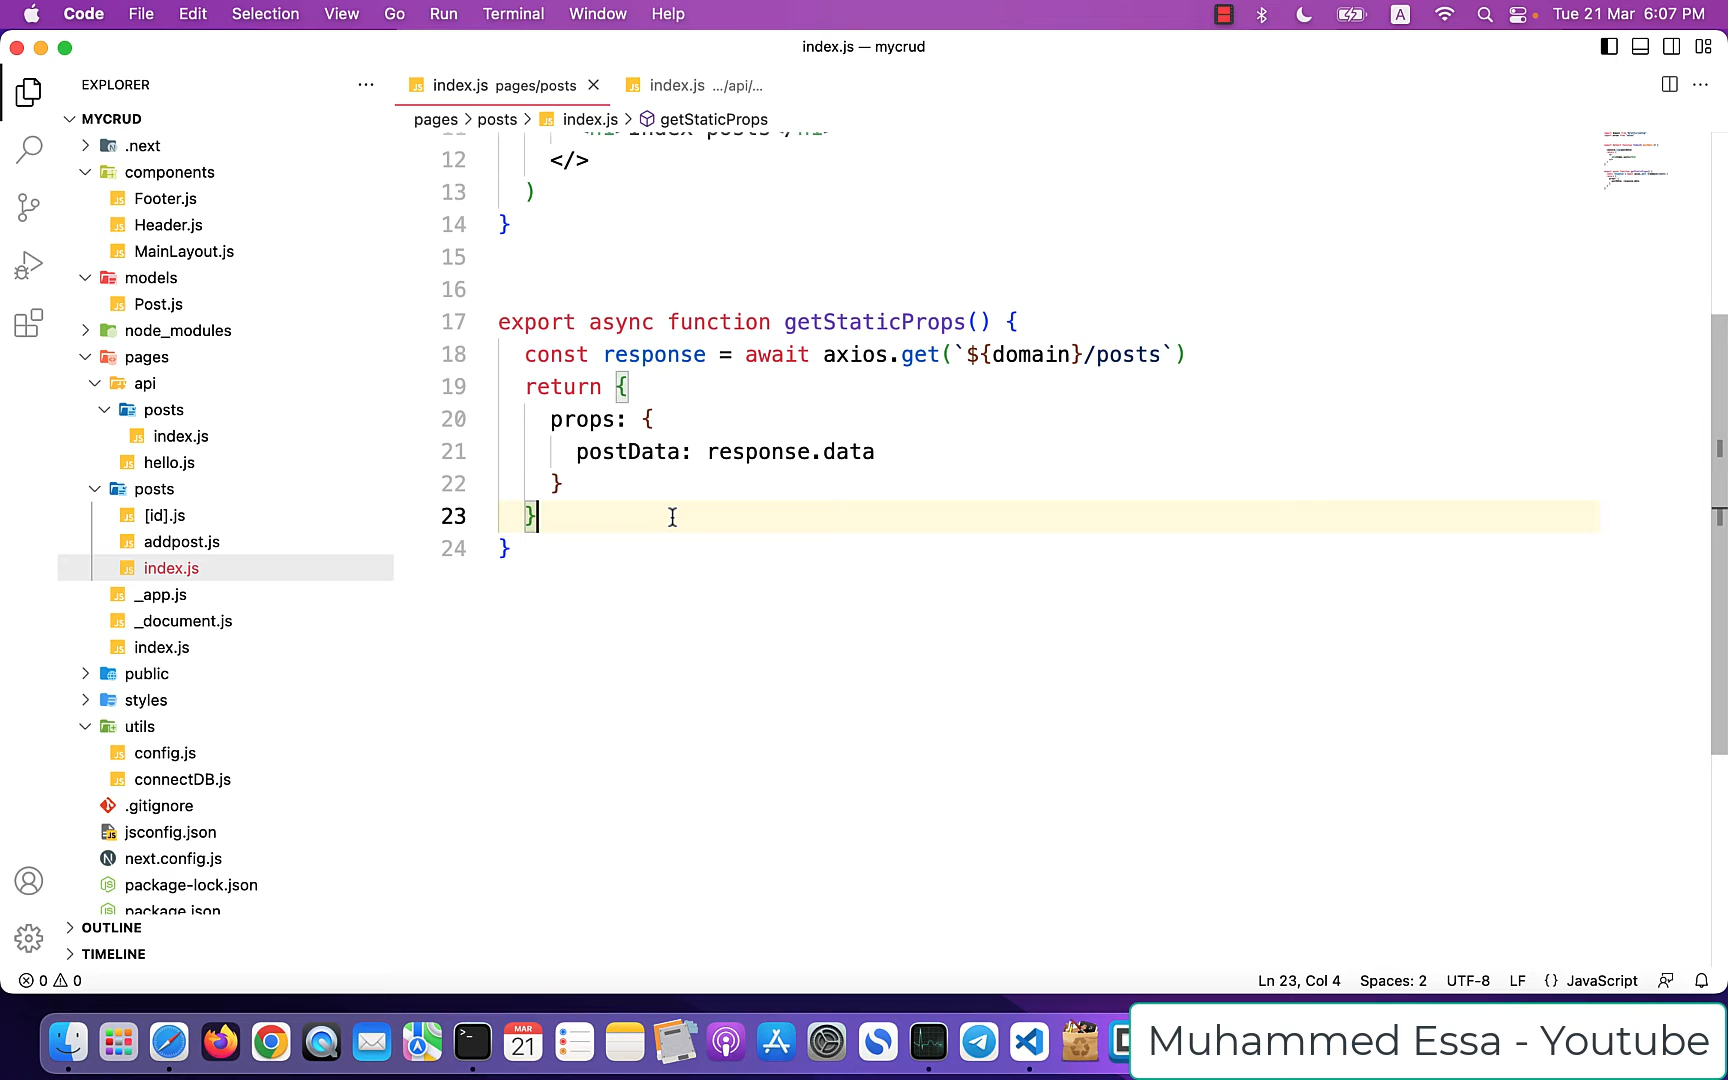 Code File Edit Selection View Go Run Terminal Window Help
A
Tue 21 Mar 6:07 PM
index.js — mycrud
EXPLORER
MYCRUD
.next
components
Footer.js
Header.js
MainLayout.js
models
Post.js
node_modules
pages
api
posts
index.js
hello.js
posts
[id].js
addpost.js
index.js
_app.js
_document.js
index.js
public
styles
utils
config.js
connectDB.js
.gitignore
jsconfig.json
next.config.js
package-lock.json
package.json
OUTLINE
TIMELINE
index.js pages/posts
index.js .../api/...
pages > posts > index.js > getStaticProps
12 </>
13 )
14 }
15
16
17 export async function getStaticProps() {
18 const response = await axios.get(`${domain}/posts`)
19 return {
20 props: {
21 postData: response.data
22 }
23 }
24 }
0 0
Ln 23, Col 4 Spaces: 2 UTF-8 LF {} JavaScript
MAR
21
Muhammed Essa - Youtube